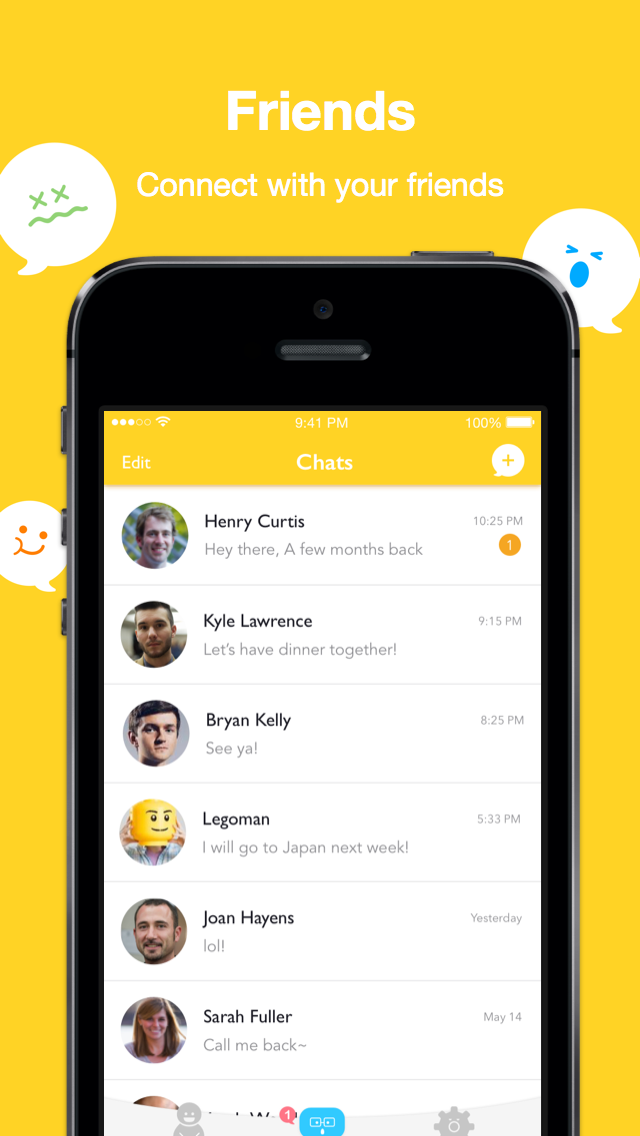 Friends
Connect with your friends
9:41 PM
100%
Edit
Chats
+
Henry Curtis
10:25 PM
Hey there, A few months back
1
Kyle Lawrence
9:15 PM
Let's have dinner together!
Bryan Kelly
8:25 PM
See ya!
Legoman
5:33 PM
I will go to Japan next week!
Joan Hayens
Yesterday
lol!
Sarah Fuller
May 14
Call me back~
1